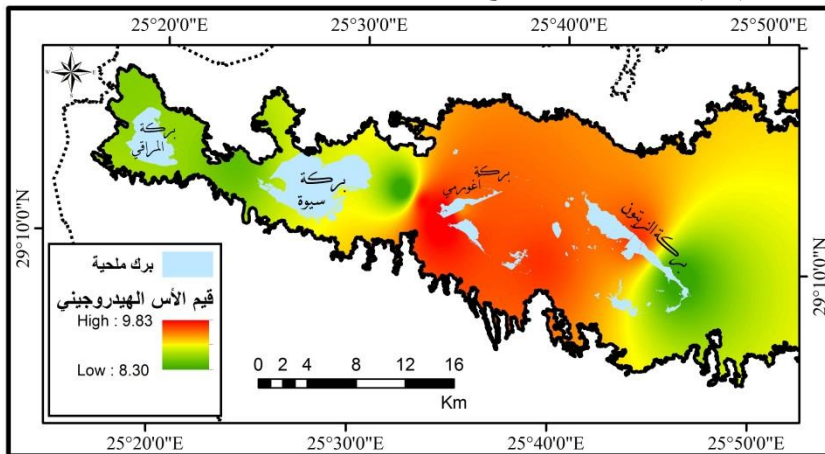 25°20'0"E 25°30'0"E 25°40'0"E 25°50'0"E
بركة
المراقي
بركة
سيوة
بركة
اغورمي
بركة الزيتون
29°10'0"N
29°10'0"N
برك ملحية
قيم الأس الهيدروجيني
High : 9.83
Low : 8.30
0 2 4 8 12 16
Km
25°20'0"E 25°30'0"E 25°40'0"E 25°50'0"E